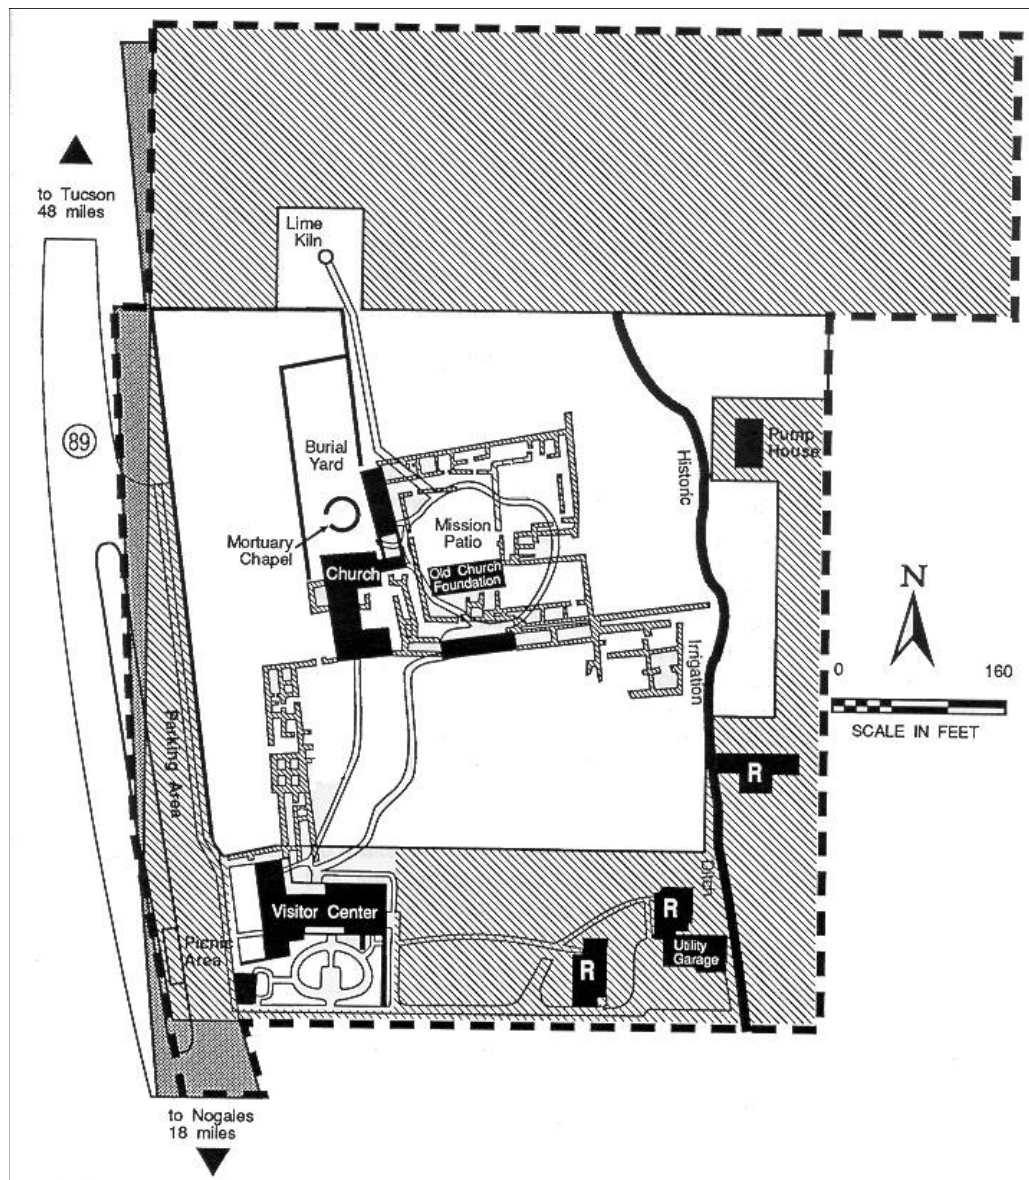 to Tucson
48 miles
Lime
Kiln
89
Burial
Yard
Pump
House
Historic
Mission
Patio
Mortuary
Chapel
Church
Old Church
Foundation
N
Irrigation
0 160
SCALE IN FEET
Parking Area
R
Ditch
Visitor Center
R
Picnic
Area
R
Utility
Garage
to Nogales
18 miles